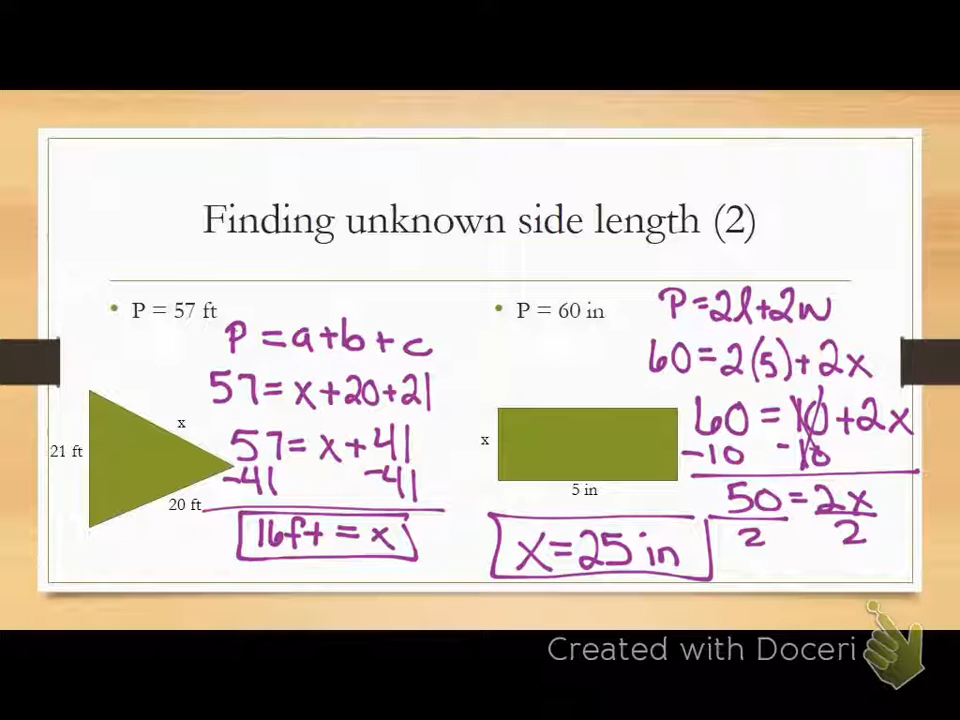 Finding unknown side length (2)
• P = 57 ft
P = a + b + c
57 = x + 20 + 21
57 = x + 41
-41 -41
16ft = x
21 ft
x
20 ft
• P = 60 in
P = 2l + 2w
60 = 2(5) + 2x
60 = 10 + 2x
-10 -10
50 = 2x
2 2
x = 25 in
x
5 in
Created with Doceri